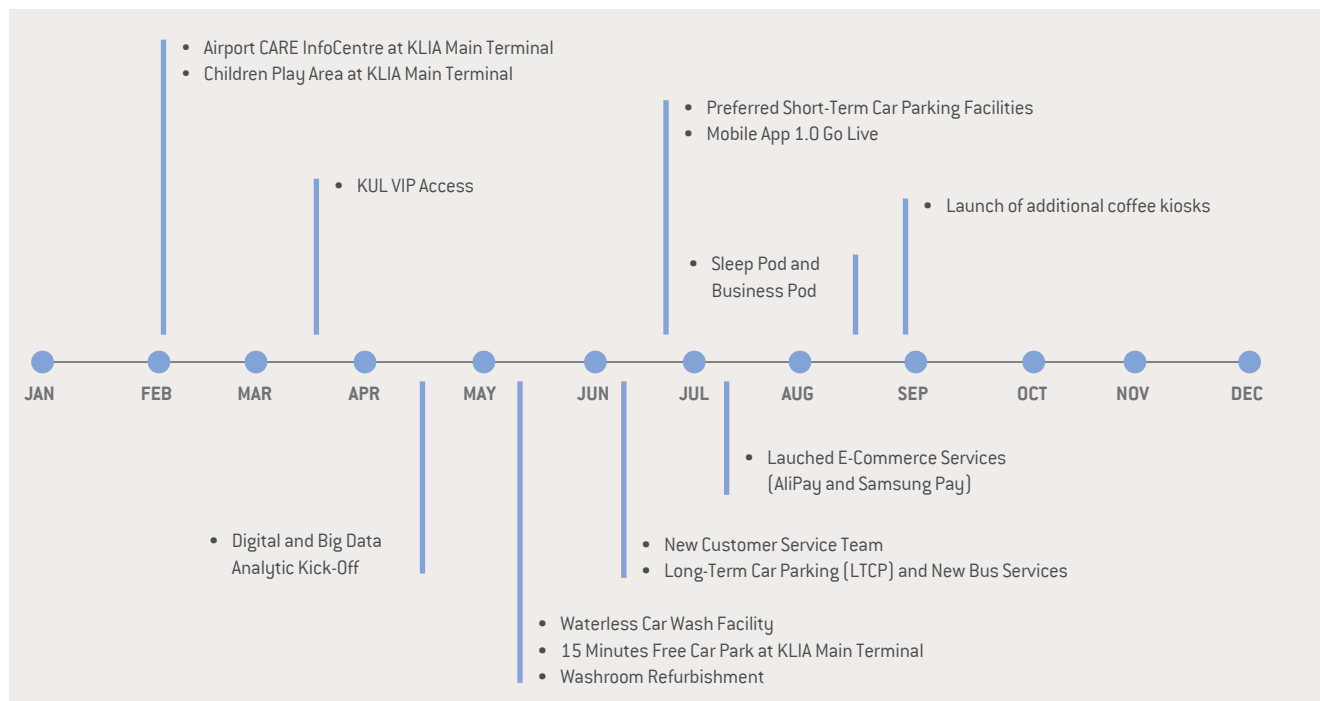 • Airport CARE InfoCentre at KLIA Main Terminal
• Children Play Area at KLIA Main Terminal
• Preferred Short-Term Car Parking Facilities
• Mobile App 1.0 Go Live
• KUL VIP Access
• Launch of additional coffee kiosks
• Sleep Pod and
Business Pod
JAN FEB MAR APR MAY JUN JUL AUG SEP OCT NOV DEC
• Lauched E-Commerce Services
(AliPay and Samsung Pay)
• Digital and Big Data
Analytic Kick-Off
• New Customer Service Team
• Long-Term Car Parking (LTCP) and New Bus Services
• Waterless Car Wash Facility
• 15 Minutes Free Car Park at KLIA Main Terminal
• Washroom Refurbishment